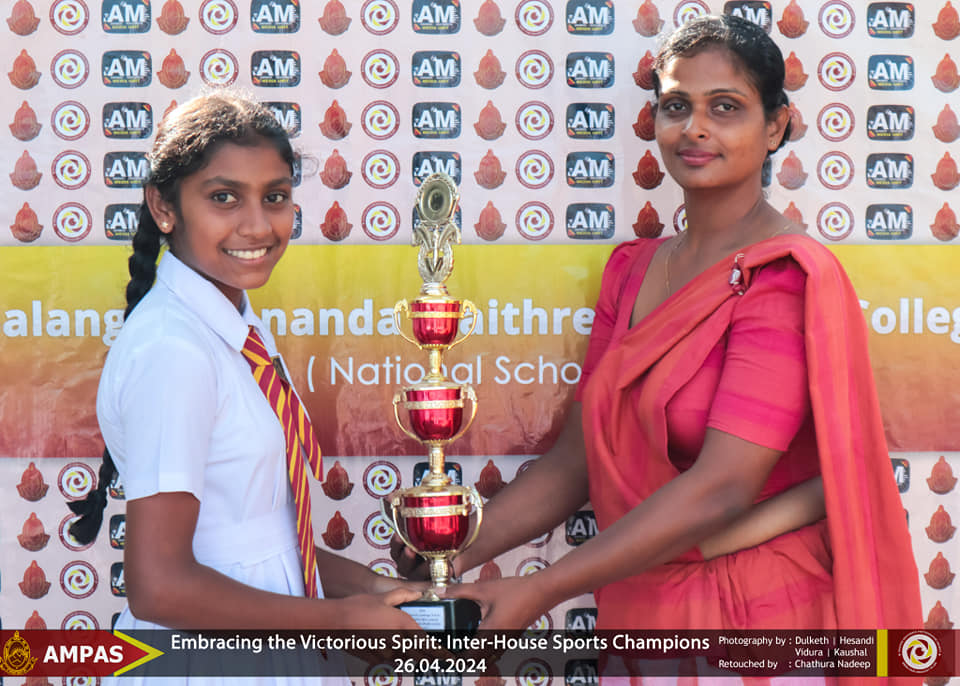 AM
alang
nanda
aithre
Colleg
( National Schoo
AMPAS
Embracing the Victorious Spirit: Inter-House Sports Champions
26.04.2024
Photography by : Dulketh | Hesandi
Vidura | Kaushal
Retouched by : Chathura Nadeep